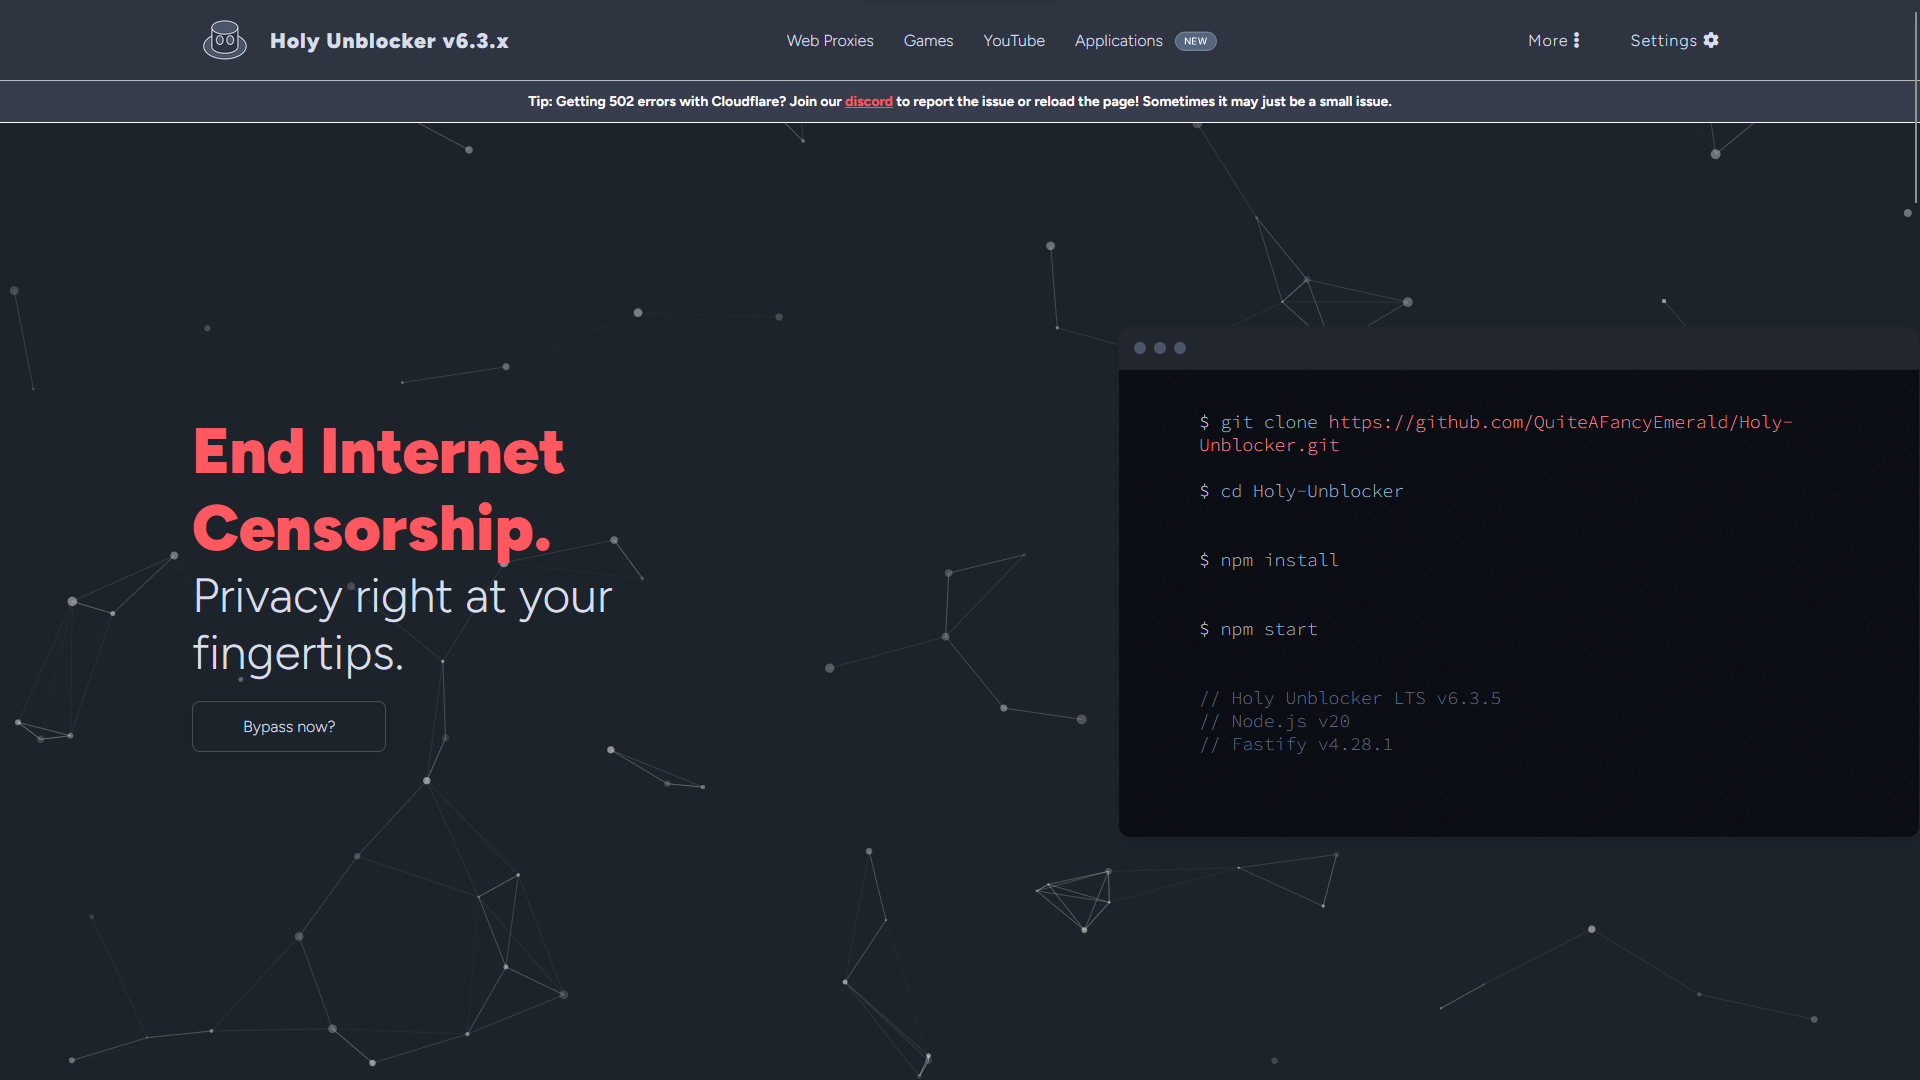 Holy Unblocker v6.3.x
Web Proxies Games YouTube Applications NEW
More Settings
Tip: Getting 502 errors with Cloudflare? Join our discord to report the issue or reload the page! Sometimes it may just be a small issue.
End Internet
Censorship.
Privacy right at your
fingertips.
Bypass now?
$ git clone https://github.com/QuiteAFancyEmerald/Holy-
Unblocker.git
$ cd Holy-Unblocker
$ npm install
$ npm start
// Holy Unblocker LTS v6.3.5
// Node.js v20
// Fastify v4.28.1